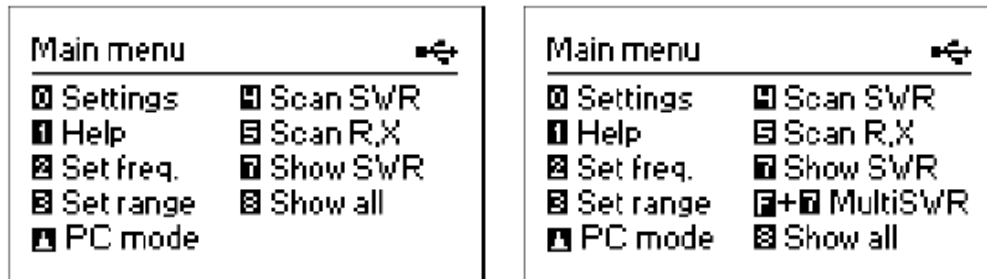 Main menu
0 Settings
1 Help
2 Set freq.
3 Set range
PC mode
4 Scan SWR
5 Scan R,X
7 Show SWR
8 Show all
Main menu
0 Settings
1 Help
2 Set freq.
3 Set range
PC mode
4 Scan SWR
5 Scan R,X
7 Show SWR
F+7 MultiSWR
8 Show all